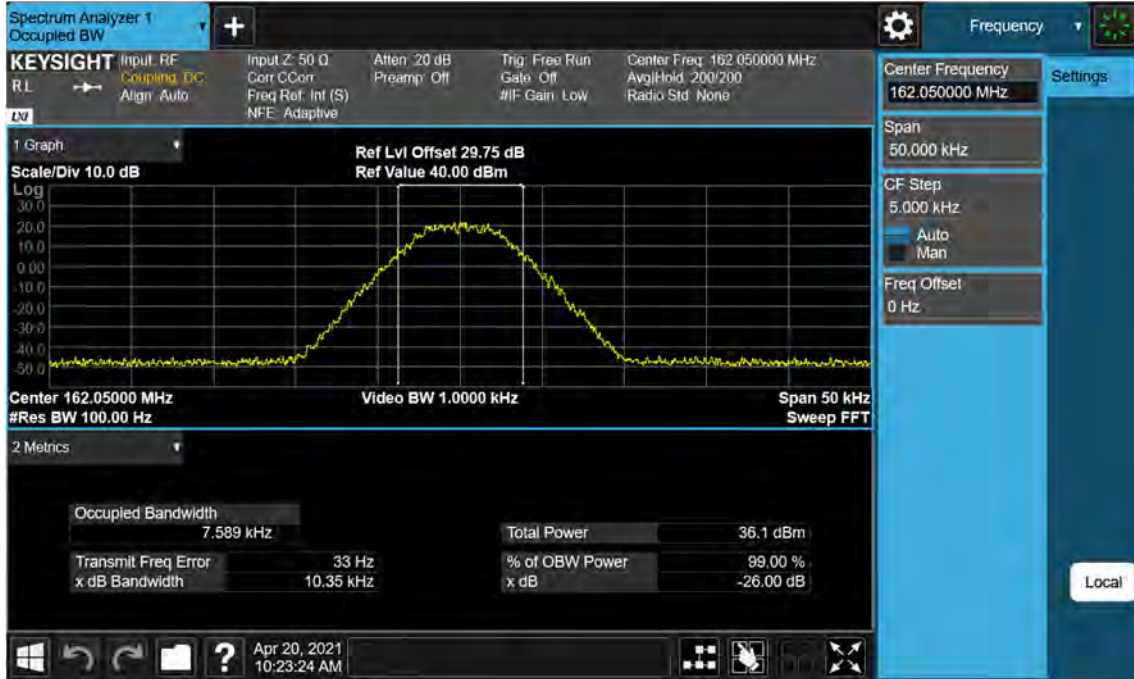 Spectrum Analyzer 1
Occupied BW
Frequency
KEYSIGHT
RL
LXI
Input: RF
Coupling: DC
Align: Auto
Input Z: 50 Ω
Corr CCorr
Freq Ref: Int (S)
NFE: Adaptive
Atten: 20 dB
Preamp: Off
Trig: Free Run
Gate: Off
#IF Gain: Low
Center Freq: 162.050000 MHz
Avg|Hold: 200/200
Radio Std: None
Center Frequency
162.050000 MHz
Settings
Span
50.000 kHz
CF Step
5.000 kHz
Auto
Man
Freq Offset
0 Hz
Local
1 Graph
Scale/Div 10.0 dB
Ref Lvl Offset 29.75 dB
Ref Value 40.00 dBm
Log
30.0
20.0
10.0
0.00
-10.0
-20.0
-30.0
-40.0
-50.0
Center 162.05000 MHz
#Res BW 100.00 Hz
Video BW 1.0000 kHz
Span 50 kHz
Sweep FFT
2 Metrics
Occupied Bandwidth
7.589 kHz
Transmit Freq Error 33 Hz
x dB Bandwidth 10.35 kHz
Total Power 36.1 dBm
% of OBW Power 99.00 %
x dB -26.00 dB
?
Apr 20, 2021
10:23:24 AM